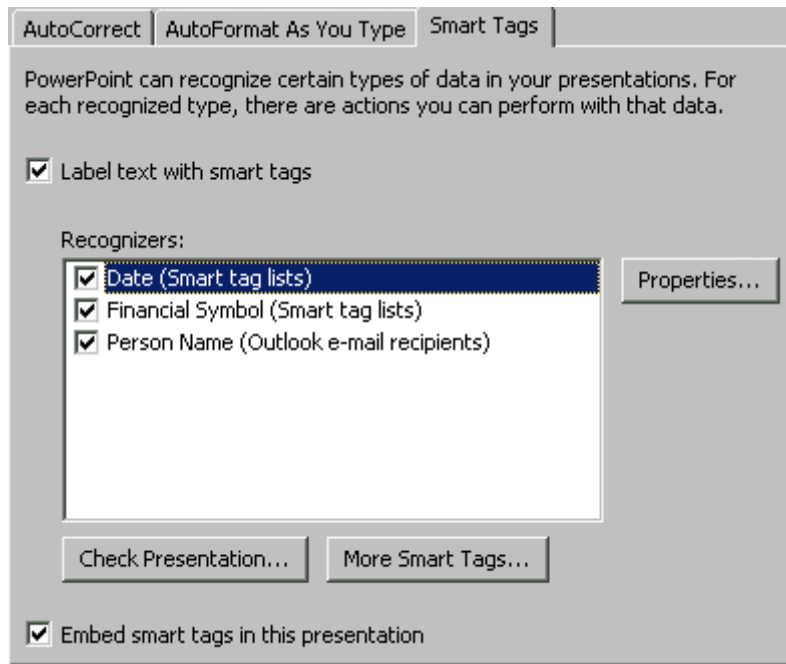 AutoCorrect AutoFormat As You Type Smart Tags
PowerPoint can recognize certain types of data in your presentations. For
each recognized type, there are actions you can perform with that data.
Label text with smart tags
Recognizers:
Date (Smart tag lists)
Properties...
Financial Symbol (Smart tag lists)
Person Name (Outlook e-mail recipients)
Check Presentation... More Smart Tags...
Embed smart tags in this presentation